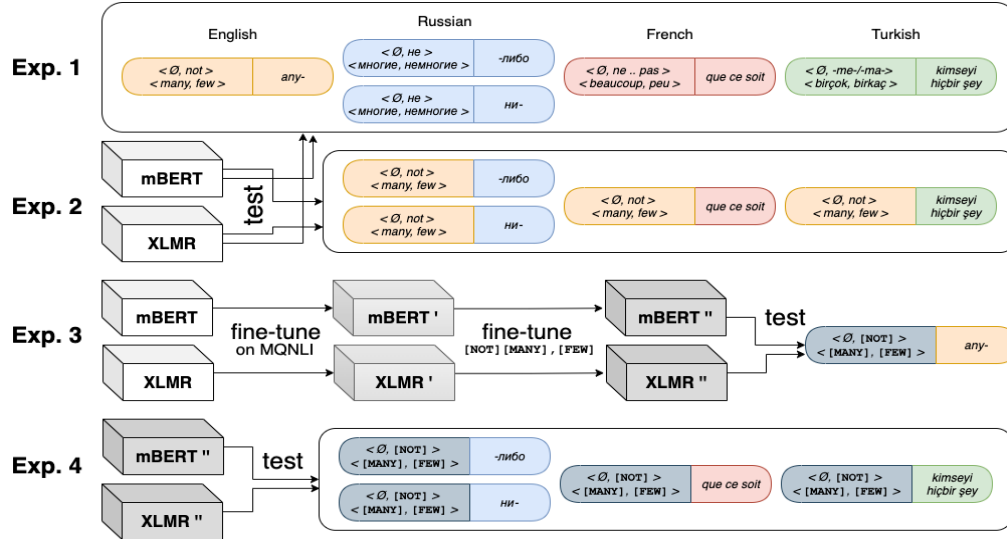 Exp. 1
English
< Ø, not >
< many, few >
any-
Russian
< Ø, не >
< многие, немногие >
-либо
< Ø, не >
< многие, немногие >
ни-
French
< Ø, ne .. pas >
< beaucoup, peu >
que ce soit
Turkish
< Ø, -me-/-ma->
< birçok, birkaç >
kimseyi
hiçbir şey
Exp. 2
mBERT
XLMR
test
< Ø, not >
< many, few >
-либо
< Ø, not >
< many, few >
ни-
< Ø, not >
< many, few >
que ce soit
< Ø, not >
< many, few >
kimseyi
hiçbir şey
Exp. 3
mBERT
XLMR
fine-tune
on MQNLI
mBERT '
XLMR '
fine-tune
[NOT][MANY],[FEW]
mBERT "
XLMR "
test
< Ø, [NOT] >
< [MANY], [FEW] >
any-
Exp. 4
mBERT "
XLMR "
test
< Ø, [NOT] >
< [MANY], [FEW] >
-либо
< Ø, [NOT] >
< [MANY], [FEW] >
ни-
< Ø, [NOT] >
< [MANY], [FEW] >
que ce soit
< Ø, [NOT] >
< [MANY], [FEW] >
kimseyi
hiçbir şey